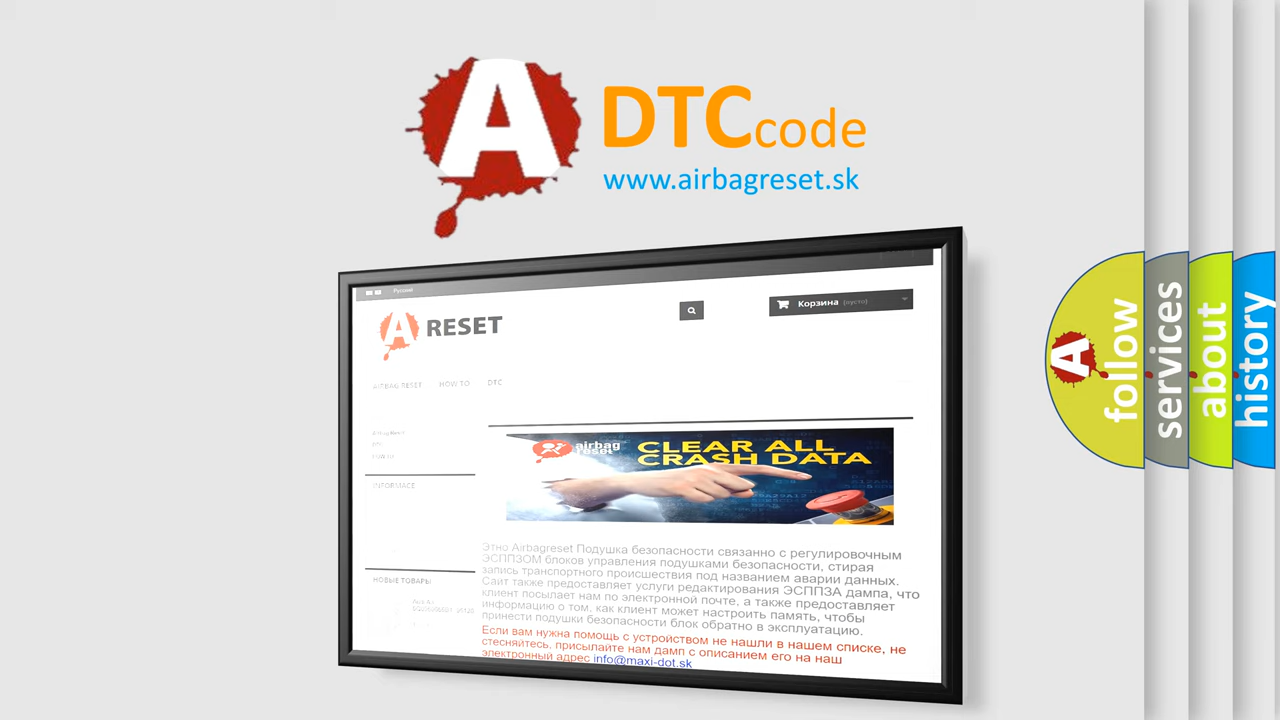 A DTCcode
www.airbagreset.sk
Русский
A RESET
Корзина (пусто)
AIRBAG RESET HOW TO DTC
airbag reset
CLEAR ALL
CRASH DATA
INFORMACE
Этно Airbagreset Подушка безопасности связанно с регулировочным
ЭСППЗОМ блоков управления подушками безопасности, стирая
запись транспортного происшествия под названием аварии данных.
Сайт также предоставляет услуги редактирования ЭСППЗА дампа, что
клиент посылает нам по электронной почте, а также предоставляет
информацию о том, как клиент может настроить память, чтобы
принести подушки безопасности блок обратно в эксплуатацию.
НОВЫЕ ТОВАРЫ
Если вам нужна помощь с устройством не нашли в нашем списке, не
стесняйтесь, присылайте нам дамп с описанием его на наш
электронный адрес info@maxi-dot.sk
A follow
services
about
history